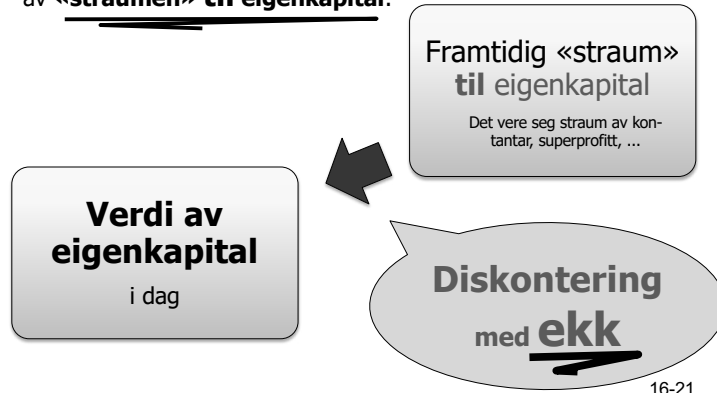 av «straumen» til eigenkapital.
Framtidig «straum»
til eigenkapital
Det vere seg straum av kon-
tantar, superprofitt, ...
Verdi av
eigenkapital
i dag
Diskontering
med ekk
16-21